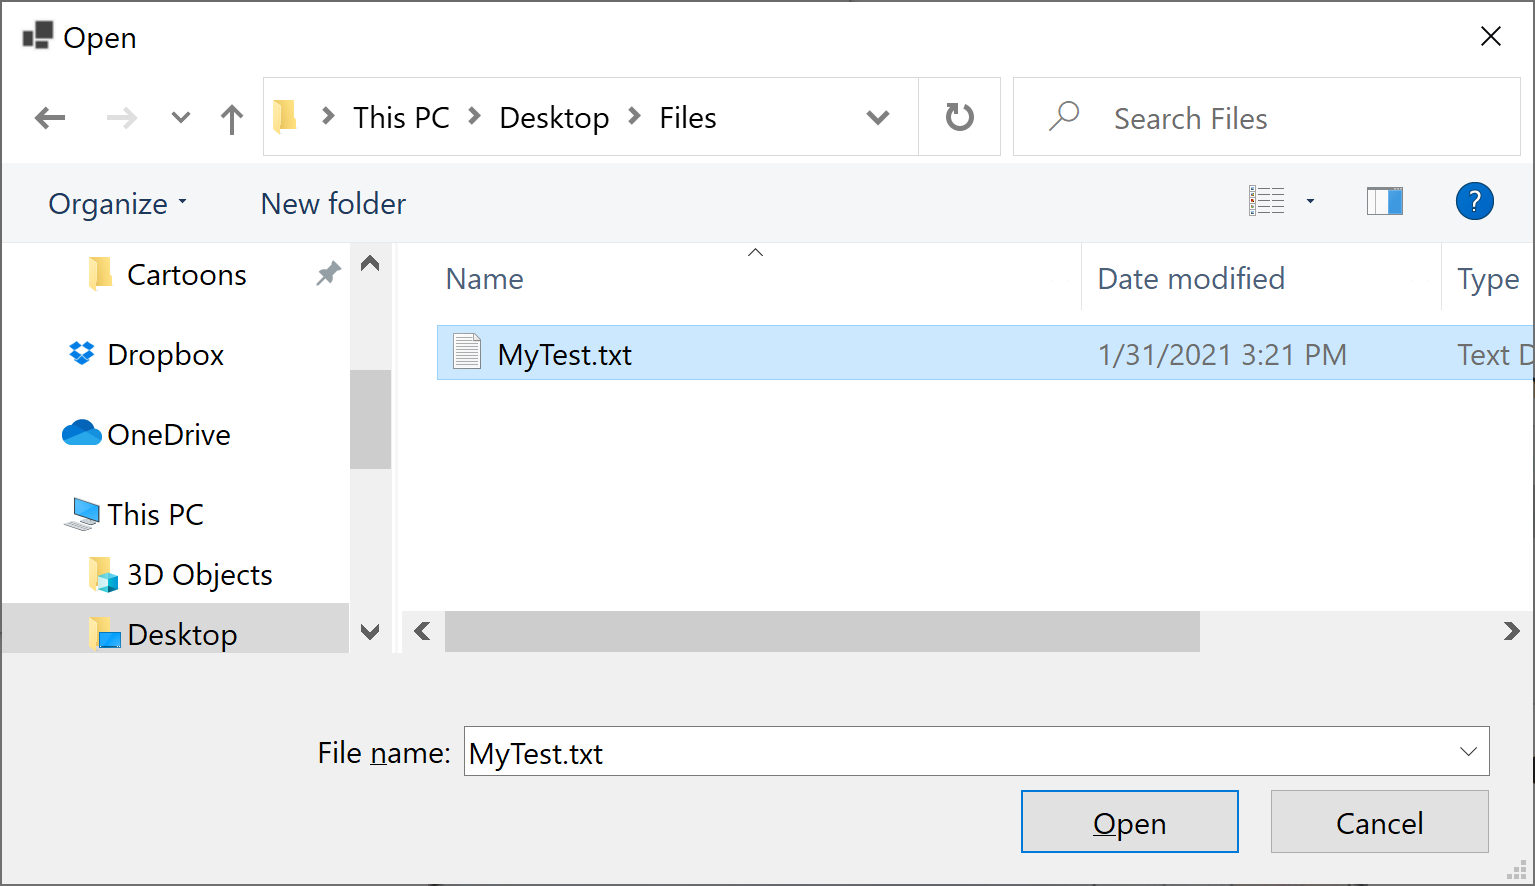 Open
This PC Desktop Files
Search Files
Organize New folder
?
Name Date modified Type
MyTest.txt 1/31/2021 3:21 PM Text D
Cartoons
Dropbox
OneDrive
This PC
3D Objects
Desktop
File name: MyTest.txt
Open Cancel